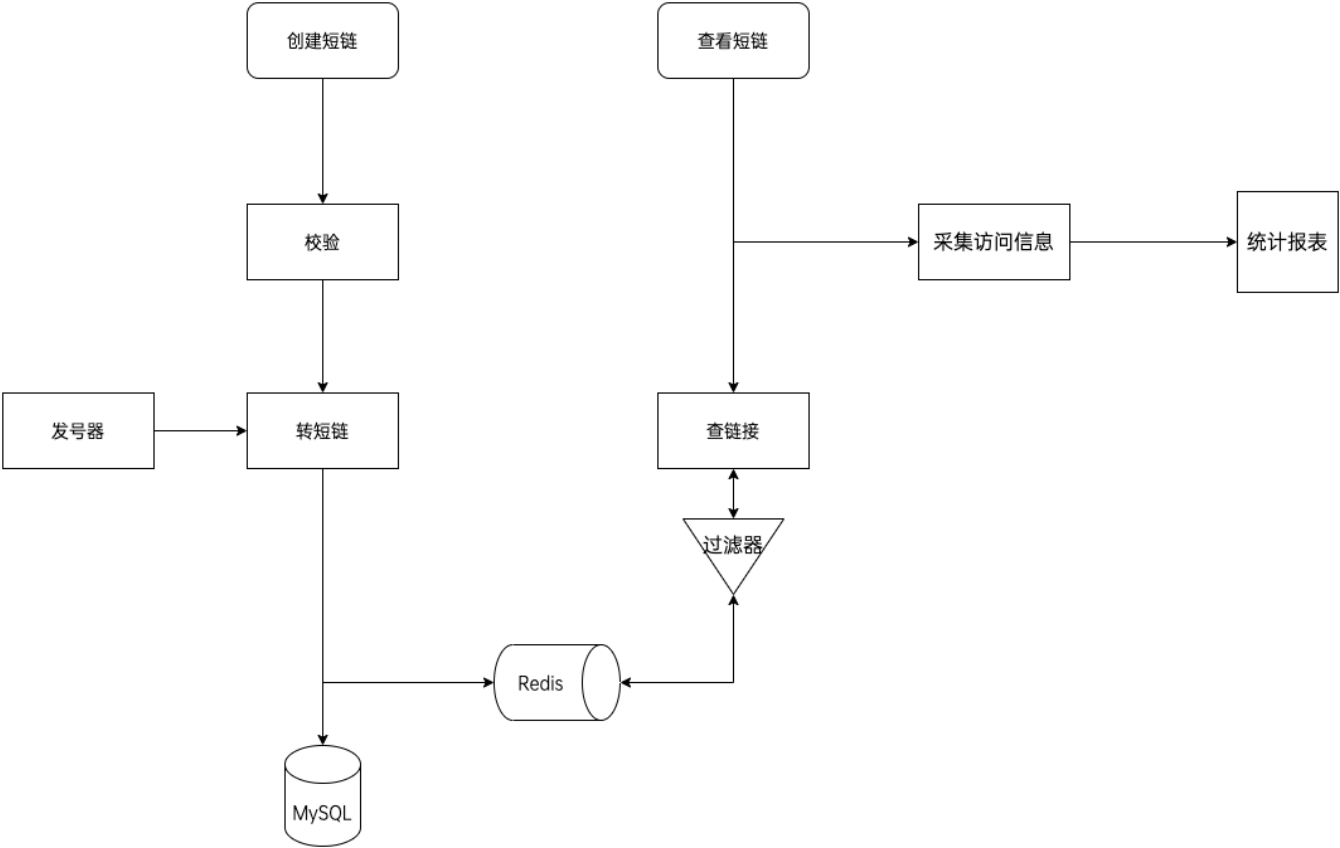 创建短链
查看短链
校验
采集访问信息
统计报表
发号器
转短链
查链接
过滤器
Redis
MySQL